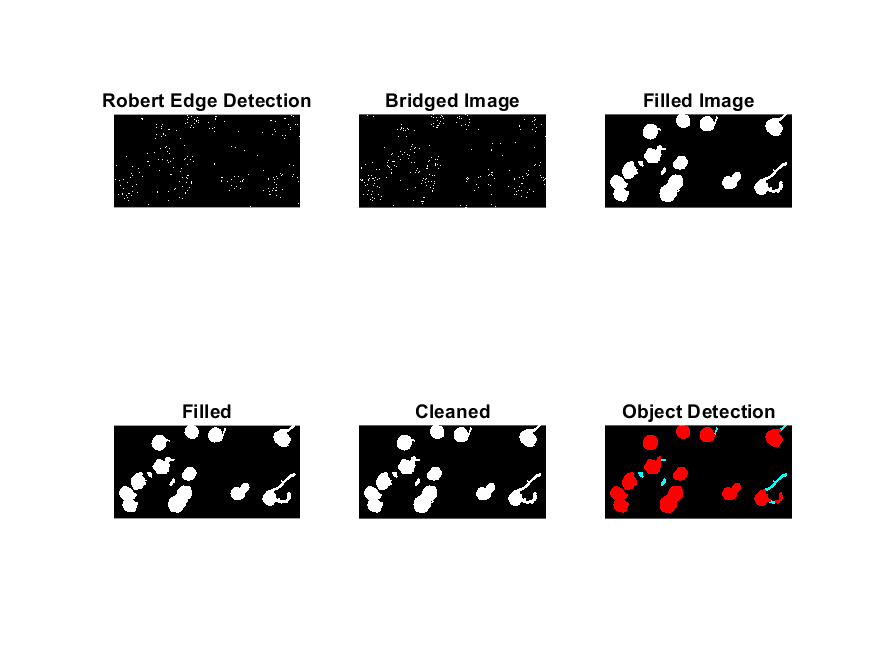 Robert Edge Detection
Bridged Image
Filled Image
Filled
Cleaned
Object Detection